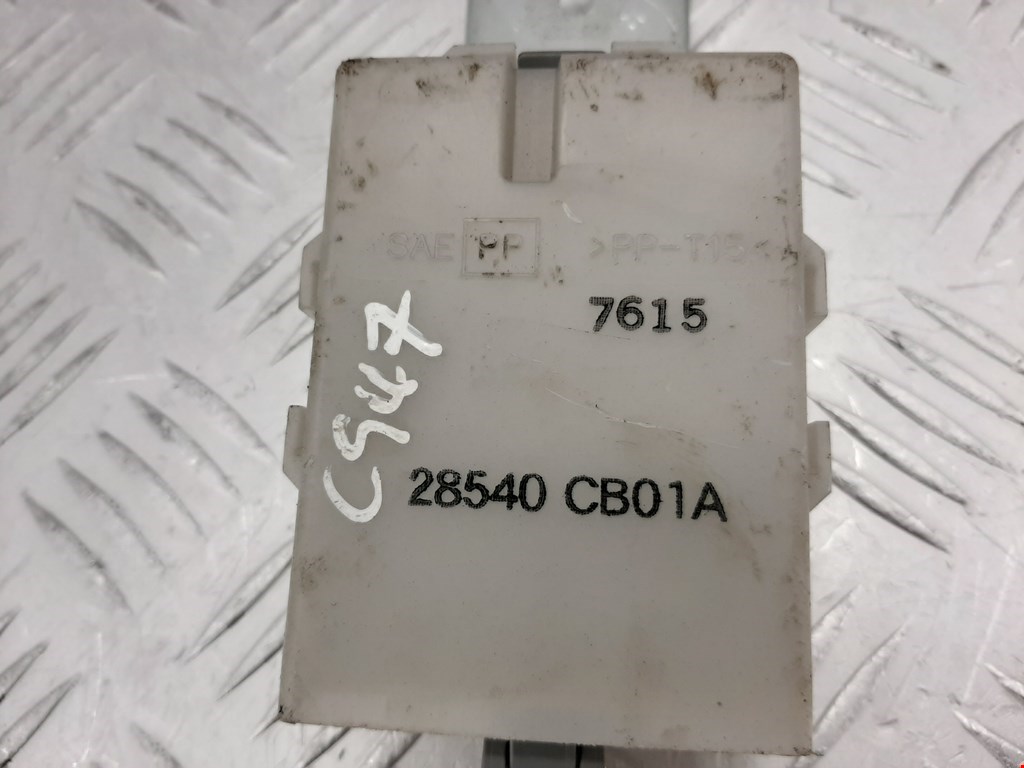 SAE PP >PP-T15<
7615
C547
28540 CB01A